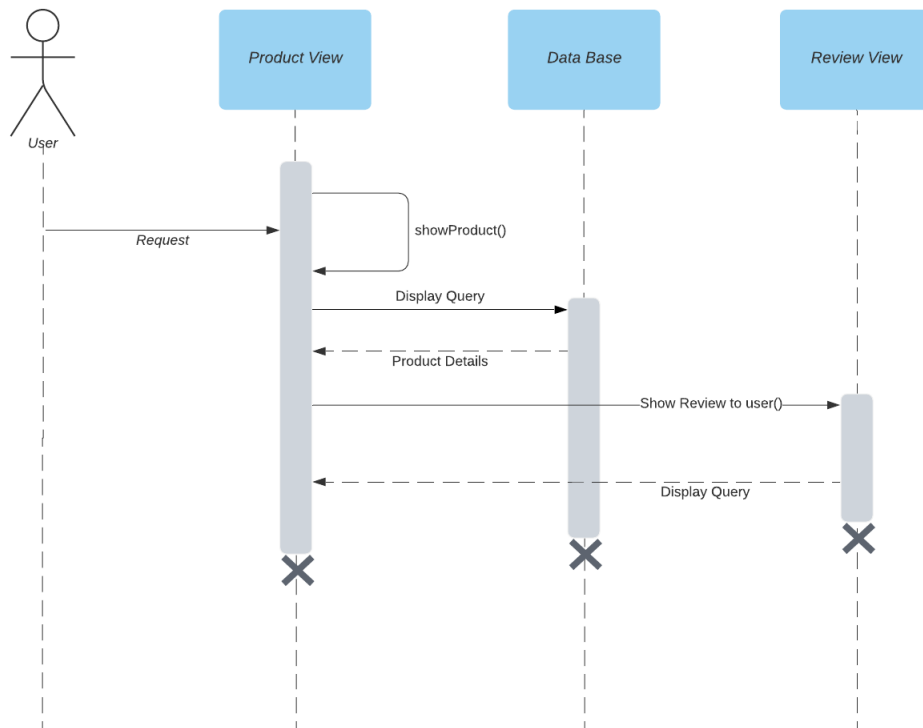 Product View
Data Base
Review View
User
showProduct()
Request
Display Query
Product Details
Show Review to user()
Display Query